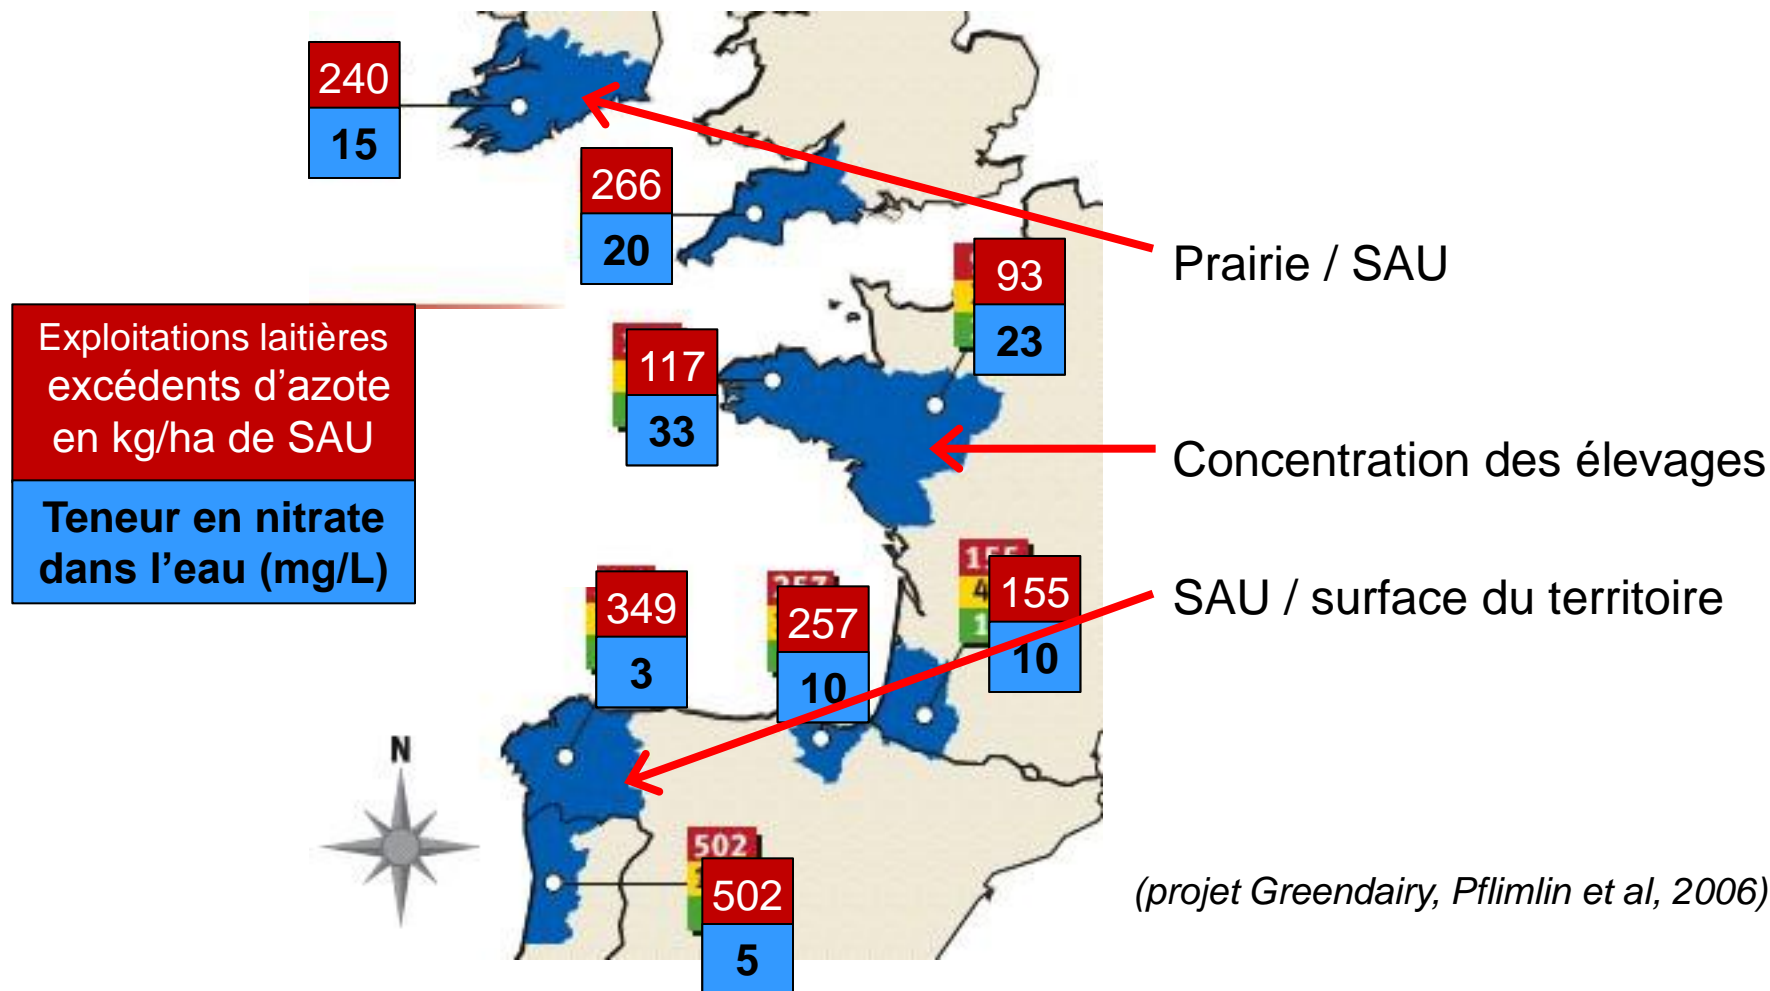 240
15
266
20
Prairie / SAU
93
23
Exploitations laitières
excédents d'azote
en kg/ha de SAU
Teneur en nitrate
dans l'eau (mg/L)
117
33
Concentration des élevages
155
155
10
SAU / surface du territoire
349
3
257
257
10
N
502
502
5
(projet Greendairy, Pflimlin et al, 2006)